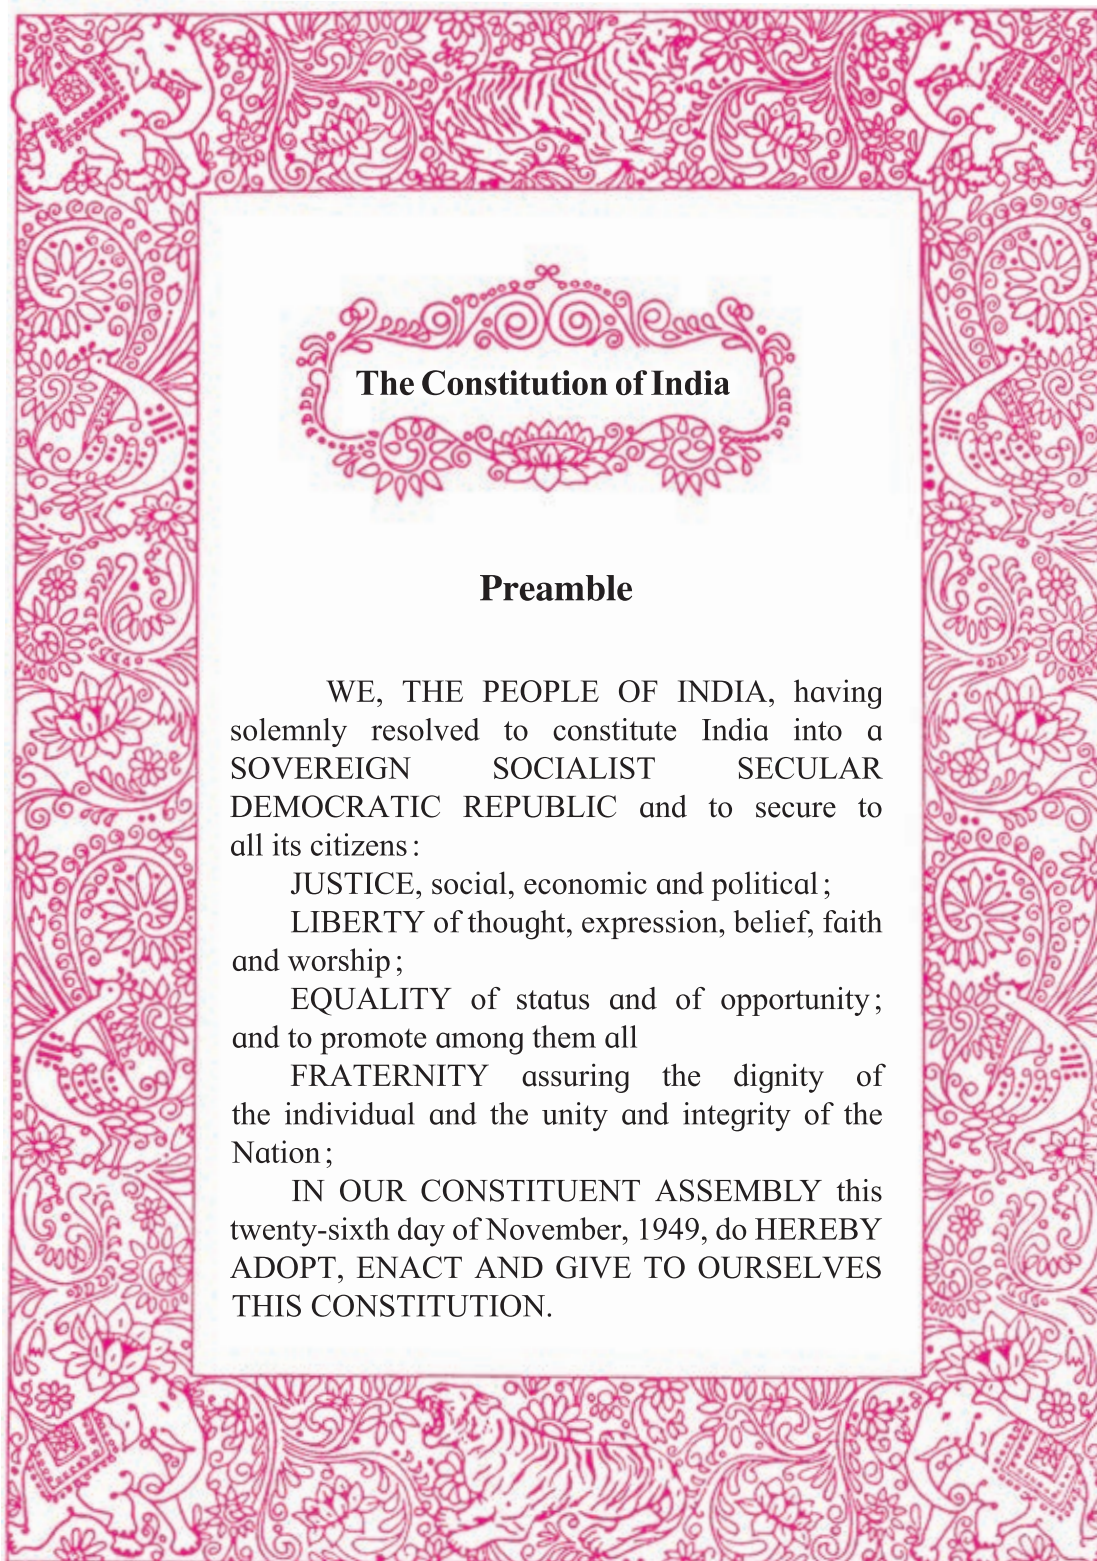 The Constitution of India
Preamble
WE, THE PEOPLE OF INDIA, having
solemnly resolved to constitute India into a
SOVEREIGN SOCIALIST SECULAR
DEMOCRATIC REPUBLIC and to secure to
all its citizens :
JUSTICE, social, economic and political ;
LIBERTY of thought, expression, belief, faith
and worship ;
EQUALITY of status and of opportunity ;
and to promote among them all
FRATERNITY assuring the dignity of
the individual and the unity and integrity of the
Nation ;
IN OUR CONSTITUENT ASSEMBLY this
twenty-sixth day of November, 1949, do HEREBY
ADOPT, ENACT AND GIVE TO OURSELVES
THIS CONSTITUTION.